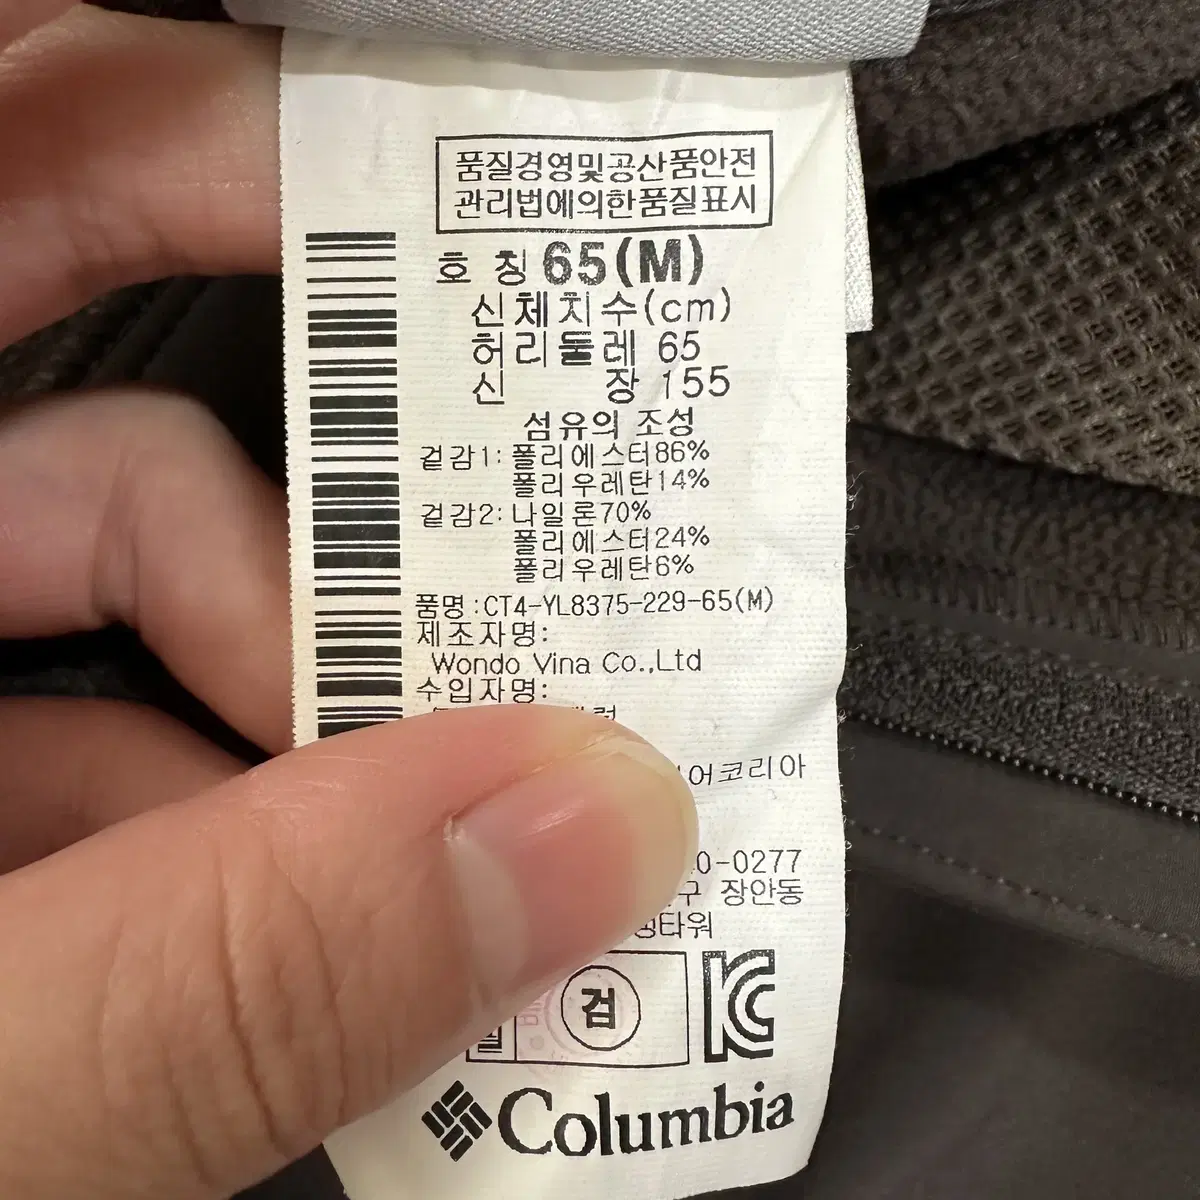 품질경영및공산품안전
관리법에의한품질표시
호 칭 65(M)
신체치수(cm)
허리둘레 65
신 장 155
섬유의 조성
겉감1: 폴리에스터86%
폴리우레탄14%
겉감2: 나일론70%
폴리에스터24%
폴리우레탄6%
품명:CT4-YL8375-229-65(M)
제조자명:
Wondo Vina Co.,Ltd
수입자명:
어코리아
0-0277
구 장안동
타워
검
필
KC
Columbia